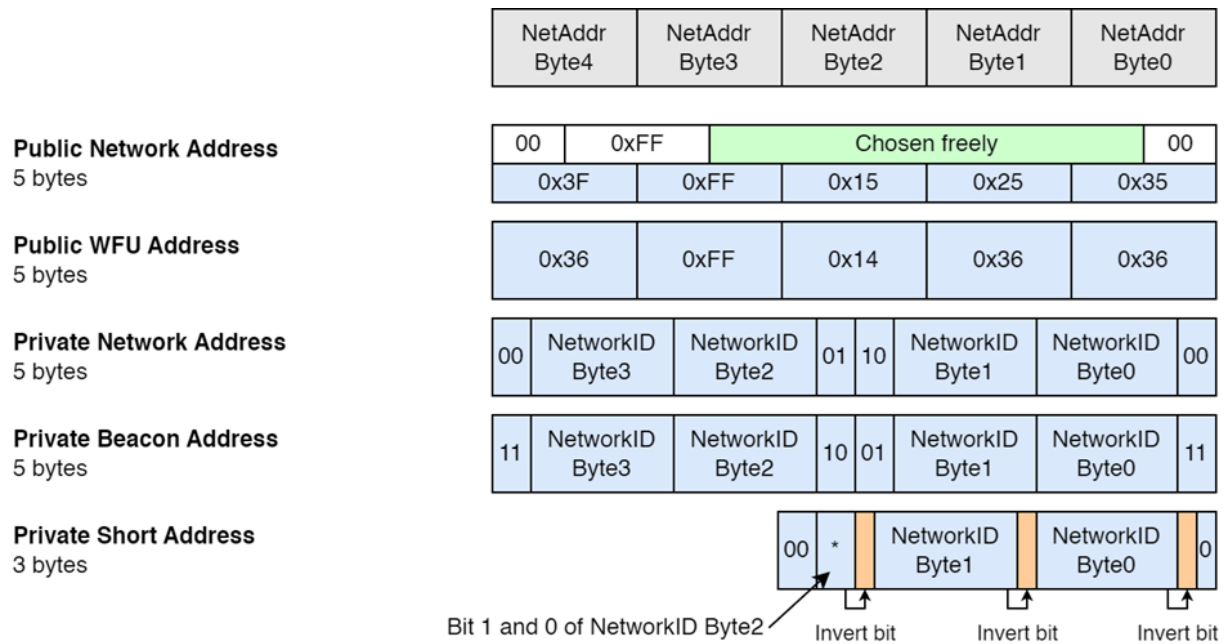 NetAddr Byte4
NetAddr Byte3
NetAddr Byte2
NetAddr Byte1
NetAddr Byte0
Public Network Address
5 bytes
00 0xFF Chosen freely 00
0x3F 0xFF 0x15 0x25 0x35
Public WFU Address
5 bytes
0x36 0xFF 0x14 0x36 0x36
Private Network Address
5 bytes
00 NetworkID Byte3 NetworkID Byte2 01 10 NetworkID Byte1 NetworkID Byte0 00
Private Beacon Address
5 bytes
11 NetworkID Byte3 NetworkID Byte2 10 01 NetworkID Byte1 NetworkID Byte0 11
Private Short Address
3 bytes
00 * NetworkID Byte1 NetworkID Byte0 0
Bit 1 and 0 of NetworkID Byte2
Invert bit Invert bit Invert bit